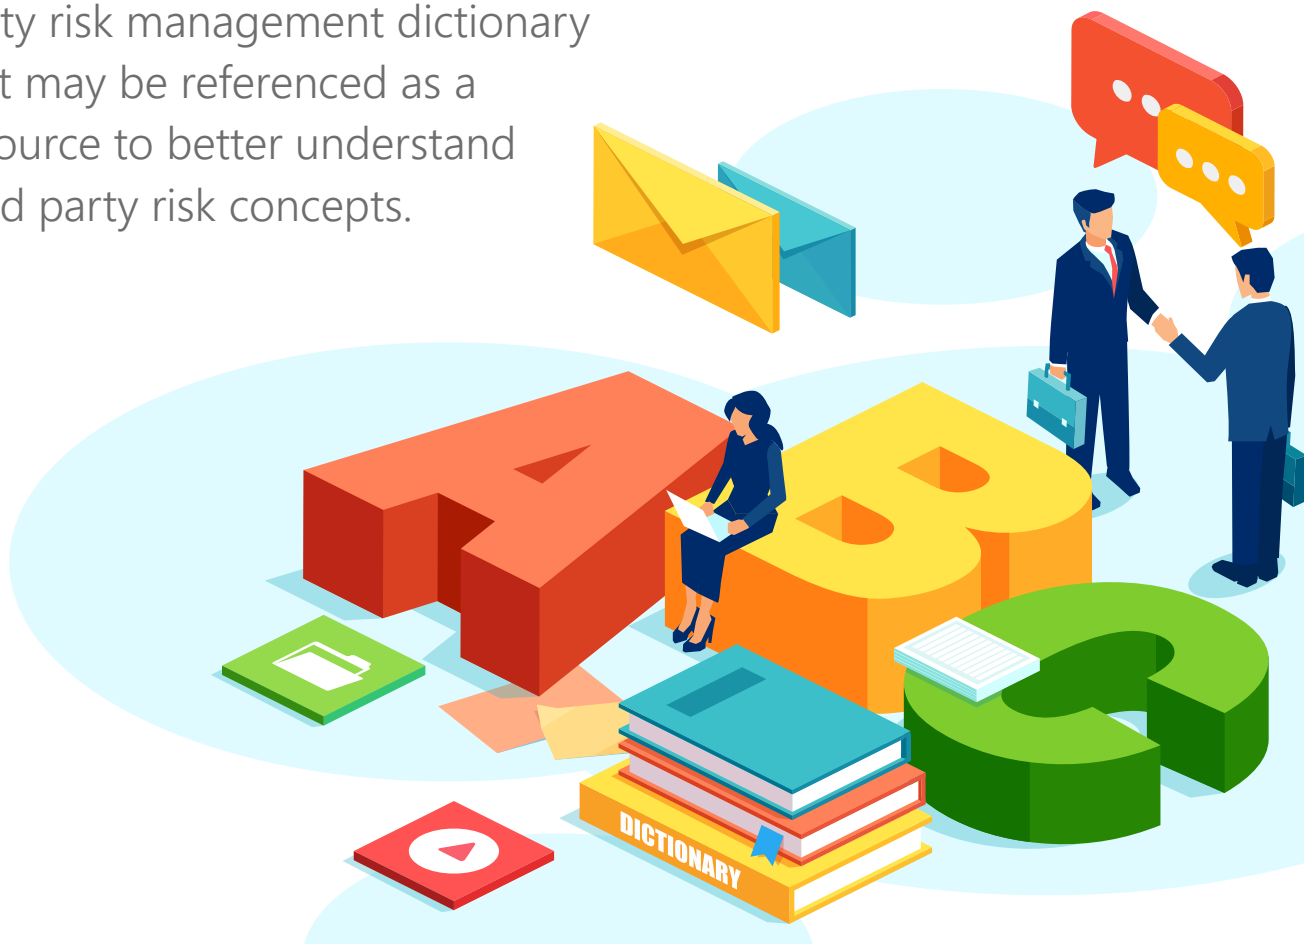 ty risk management dictionary
t may be referenced as a
ource to better understand
d party risk concepts.
A
B
C
DICTIONARY